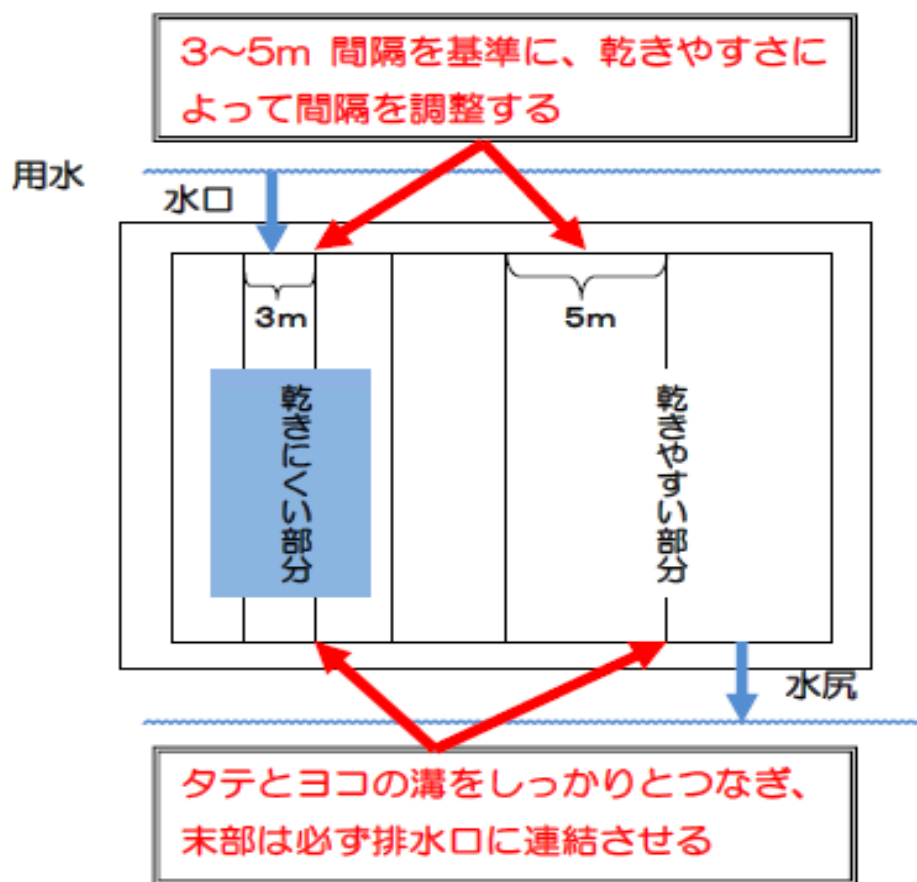 3～5m 間隔を基準に、乾きやすさに
よって間隔を調整する
用水
水口
3m
5m
乾きにくい部分
乾きやすい部分
水尻
タテとヨコの溝をしっかりとつなぎ、
末部は必ず排水口に連結させる